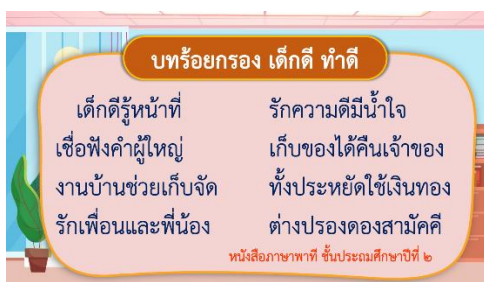 บทร้อยกรอง เด็กดี ทำดี
เด็กดีรู้หน้าที่ รักความดีมีน้ำใจ
เชื่อฟังคำผู้ใหญ่ เก็บของได้คืนเจ้าของ
งานบ้านช่วยเก็บจัด ทั้งประหยัดใช้เงินทอง
รักเพื่อนและพี่น้อง ต่างปรองดองสามัคคี
หนังสือภาษาพาที ชั้นประถมศึกษาปีที่ ๒